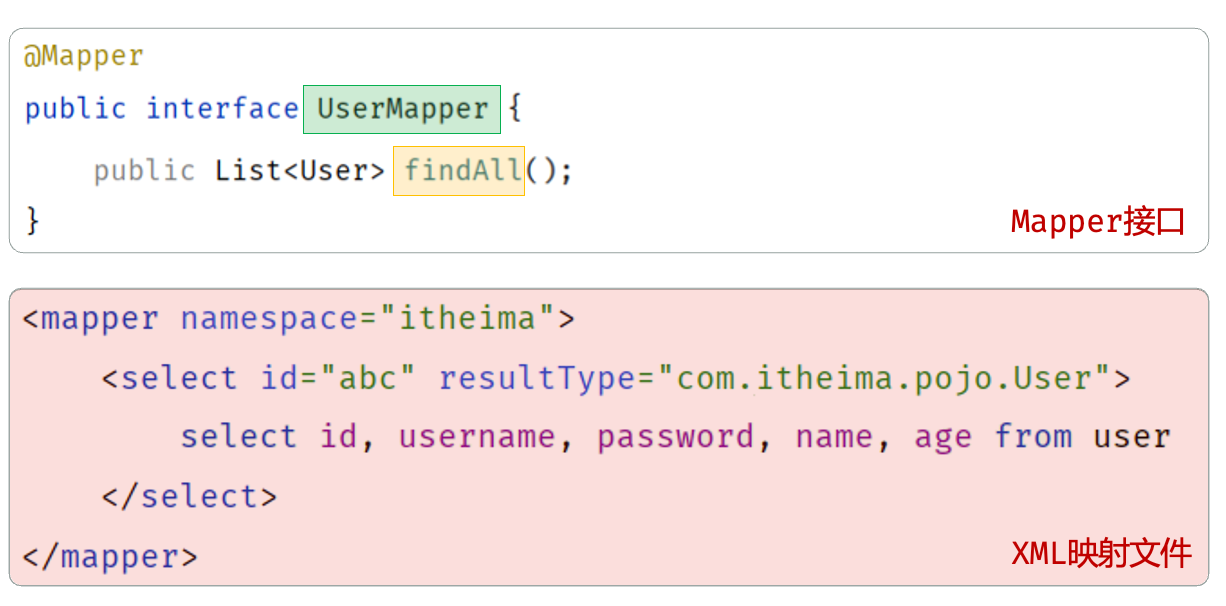 @Mapper
public interface UserMapper {
    public List<User> findAll();
}
Mapper接口
<mapper namespace="itheima">
    <select id="abc" resultType="com.itheima.pojo.User">
        select id, username, password, name, age from user
    </select>
</mapper>
XML映射文件